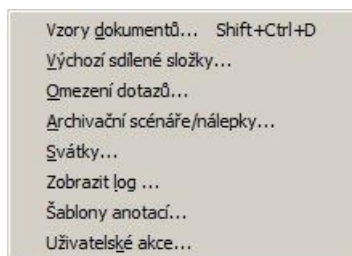 Vzory dokumentů... Shift+Ctrl+D
Výchozí sdílené složky...
Omezení dotazů...
Archivační scénáře/nálepky...
Svátky...
Zobrazit log ...
Šablony anotací...
Uživatelské akce...